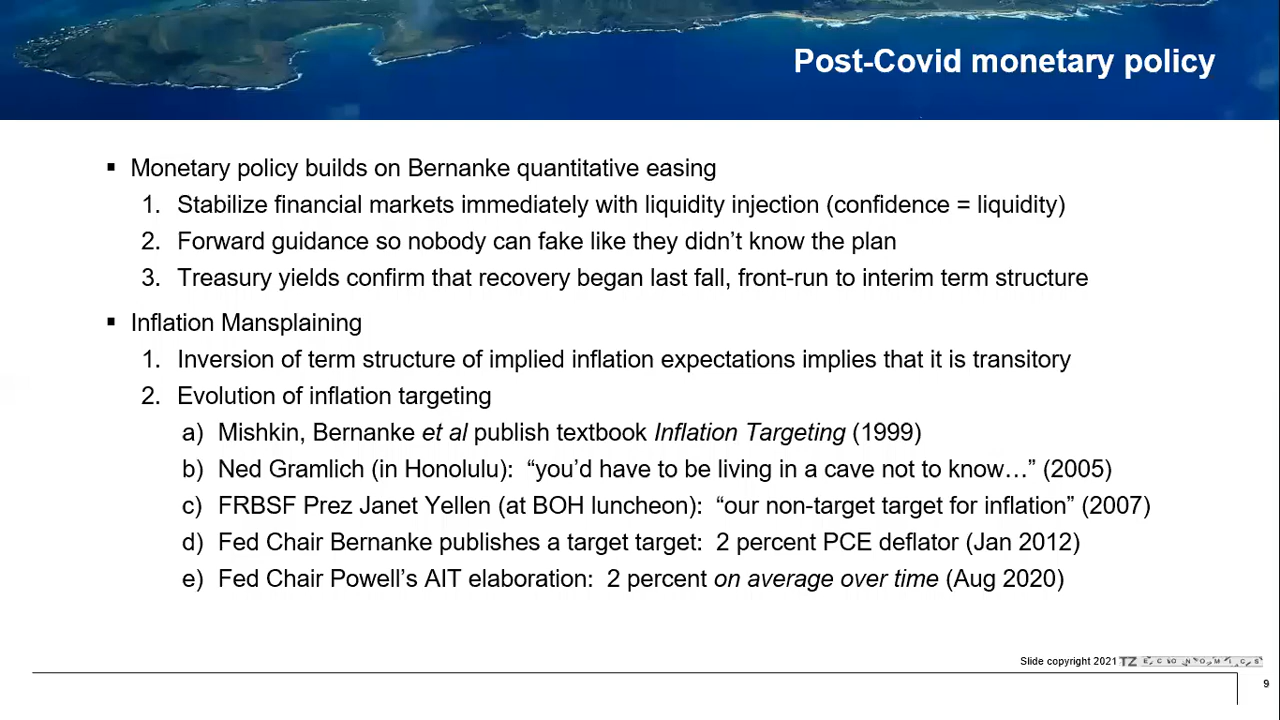 Post-Covid monetary policy
▪ Monetary policy builds on Bernanke quantitative easing
1. Stabilize financial markets immediately with liquidity injection (confidence = liquidity)
2. Forward guidance so nobody can fake like they didn’t know the plan
3. Treasury yields confirm that recovery began last fall, front-run to interim term structure
▪ Inflation Mansplaining
1. Inversion of term structure of implied inflation expectations implies that it is transitory
2. Evolution of inflation targeting
a) Mishkin, Bernanke et al publish textbook Inflation Targeting (1999)
b) Ned Gramlich (in Honolulu): “you’d have to be living in a cave not to know…” (2005)
c) FRBSF Prez Janet Yellen (at BOH luncheon): “our non-target target for inflation” (2007)
d) Fed Chair Bernanke publishes a target target: 2 percent PCE deflator (Jan 2012)
e) Fed Chair Powell’s AIT elaboration: 2 percent on average over time (Aug 2020)
Slide copyright 2021 TZ ECONOMICS
9